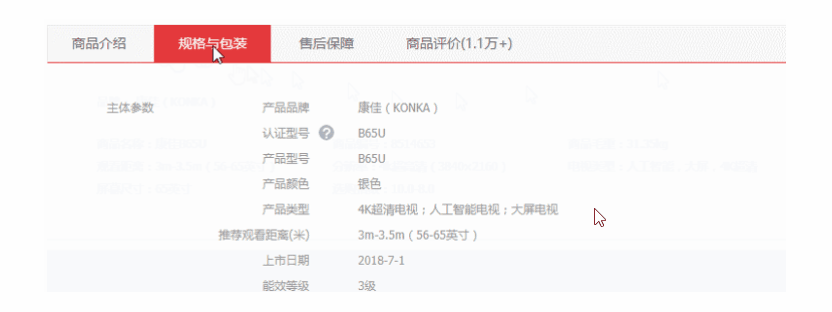 商品介绍 规格与包装 售后保障 商品评价(1.1万+)
主体参数 产品品牌 康佳（KONKA）
认证型号 ? B65U
产品型号 B65U
产品颜色 银色
产品类型 4K超清电视；人工智能电视；大屏电视
推荐观看距离(米) 3m-3.5m（56-65英寸）
上市日期 2018-7-1
能效等级 3级